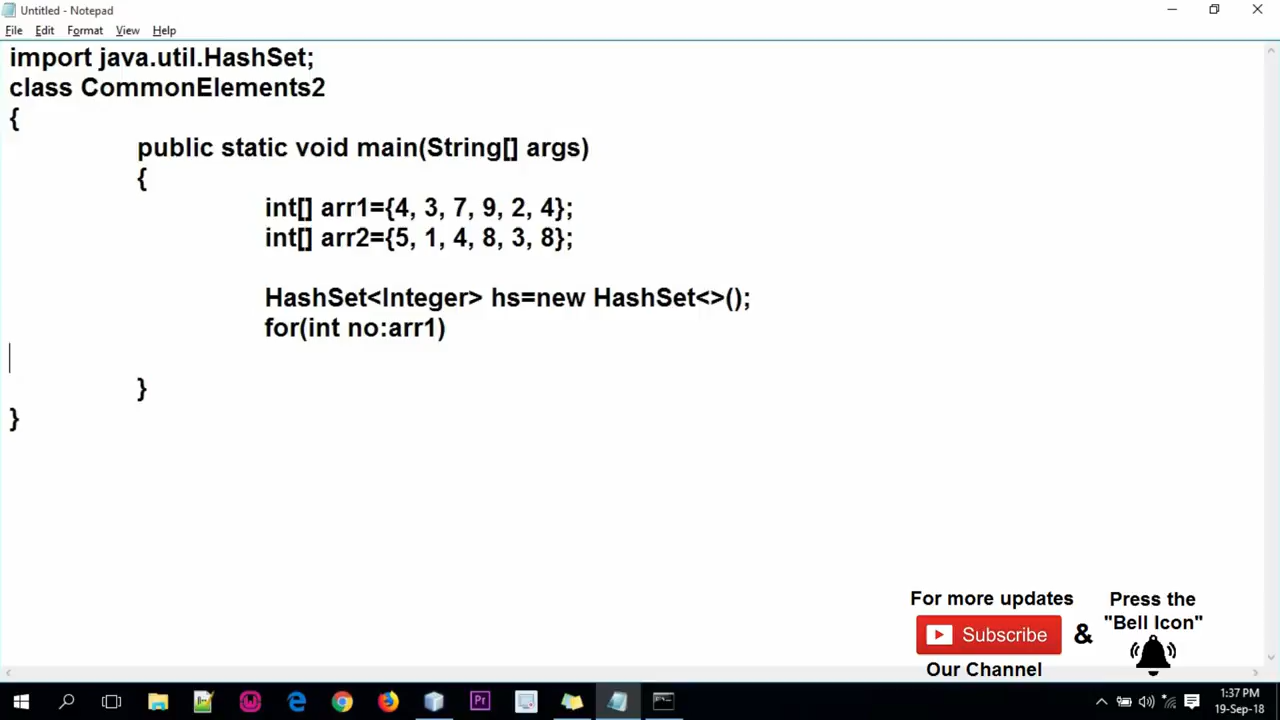 Untitled - Notepad
File Edit Format View Help
import java.util.HashSet;
class CommonElements2
{
public static void main(String[] args)
{
int[] arr1={4, 3, 7, 9, 2, 4};
int[] arr2={5, 1, 4, 8, 3, 8};
HashSet<Integer> hs=new HashSet<>();
for(int no:arr1)
}
}
For more updates
Subscribe
Our Channel
&
Press the
"Bell Icon"
Pr
1:37 PM
19-Sep-18